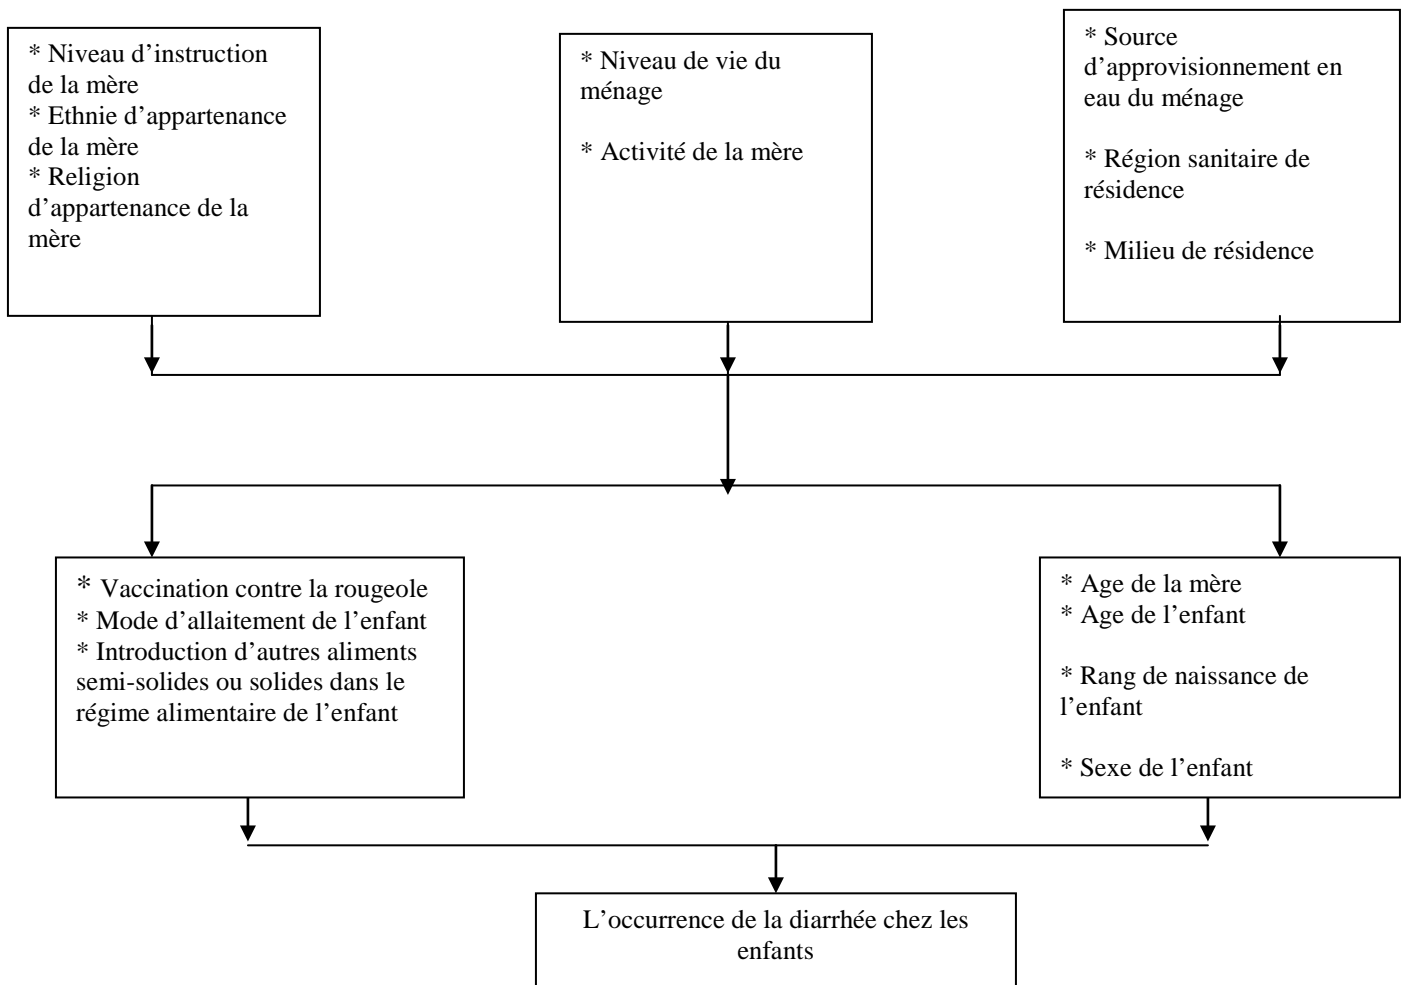 * Niveau d’instruction
de la mère
* Ethnie d’appartenance
de la mère
* Religion
d’appartenance de la
mère
* Niveau de vie du
ménage
* Activité de la mère
* Source
d’approvisionnement en
eau du ménage
* Région sanitaire de
résidence
* Milieu de résidence
* Vaccination contre la rougeole
* Mode d’allaitement de l’enfant
* Introduction d’autres aliments
semi-solides ou solides dans le
régime alimentaire de l’enfant
* Age de la mère
* Age de l’enfant
* Rang de naissance de
l’enfant
* Sexe de l’enfant
L’occurrence de la diarrhée chez les
enfants